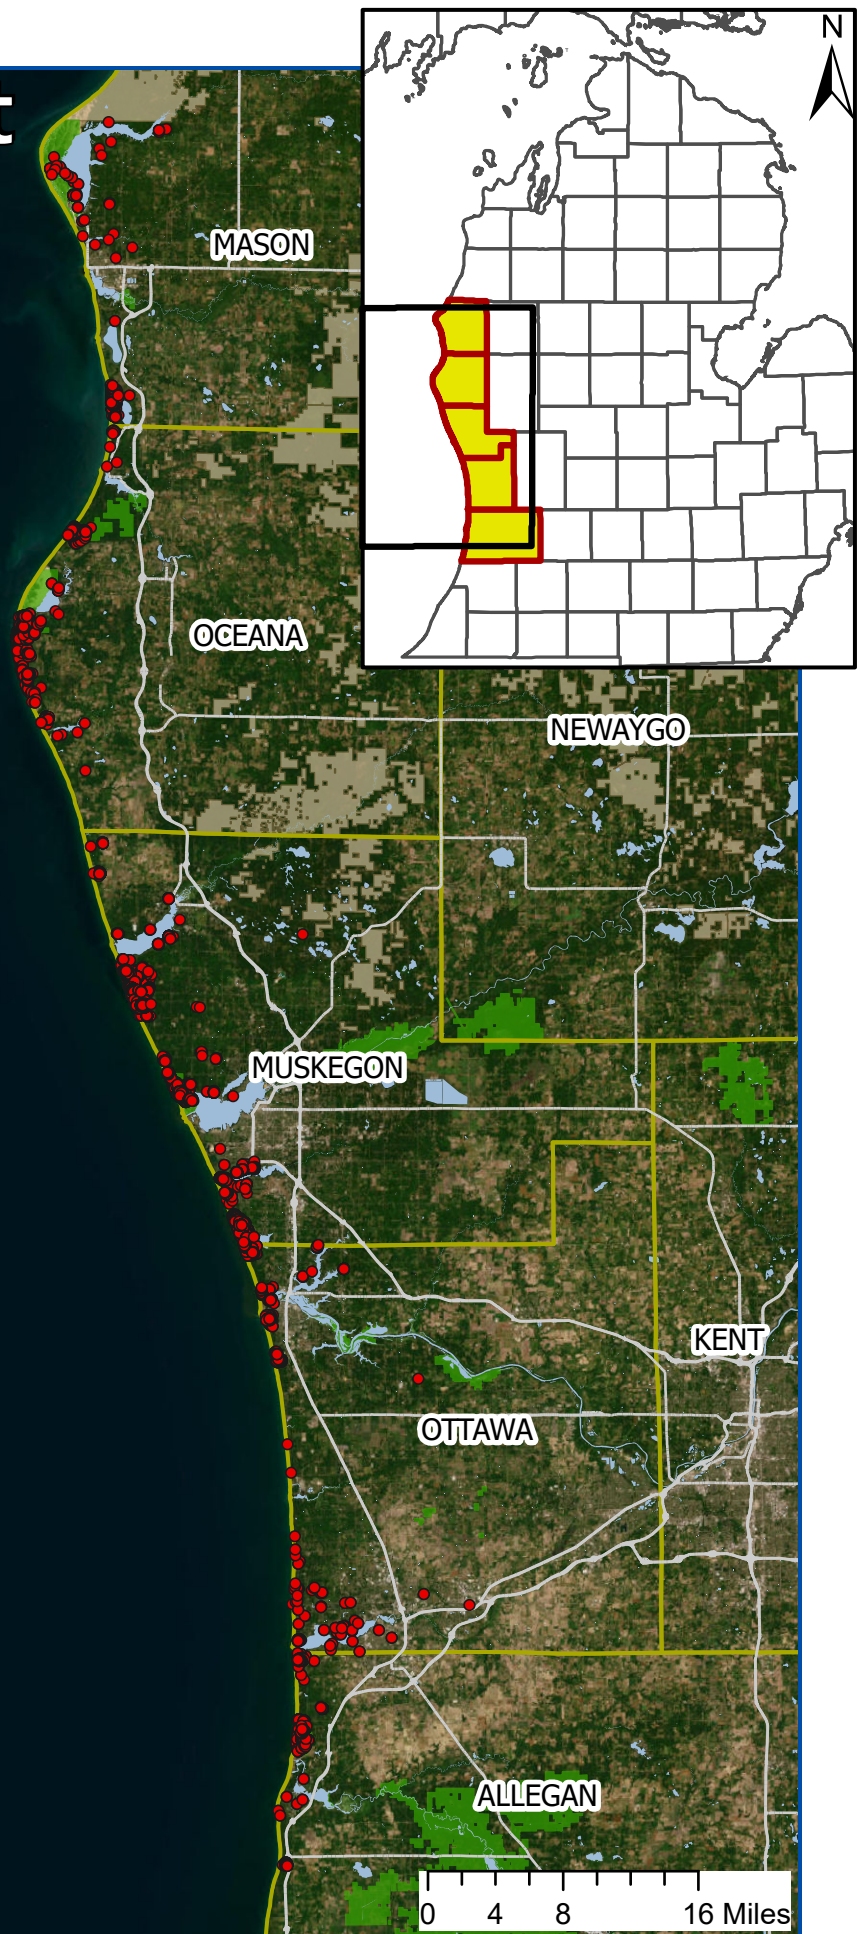 t
N
MASON
OCEANA
NEWAYGO
MUSKEGON
KENT
OTTAWA
ALLEGAN
0 4 8 16 Miles